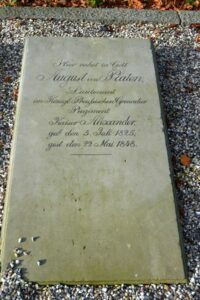 Hier ruhet in Gott
August von Platen,
Lieutenant
im Königl. Preussischen Grenadier
Regiment
Kaiser Alexander,
geb. den 5. Juli 1825,
gest. den 22. Mai 1848.